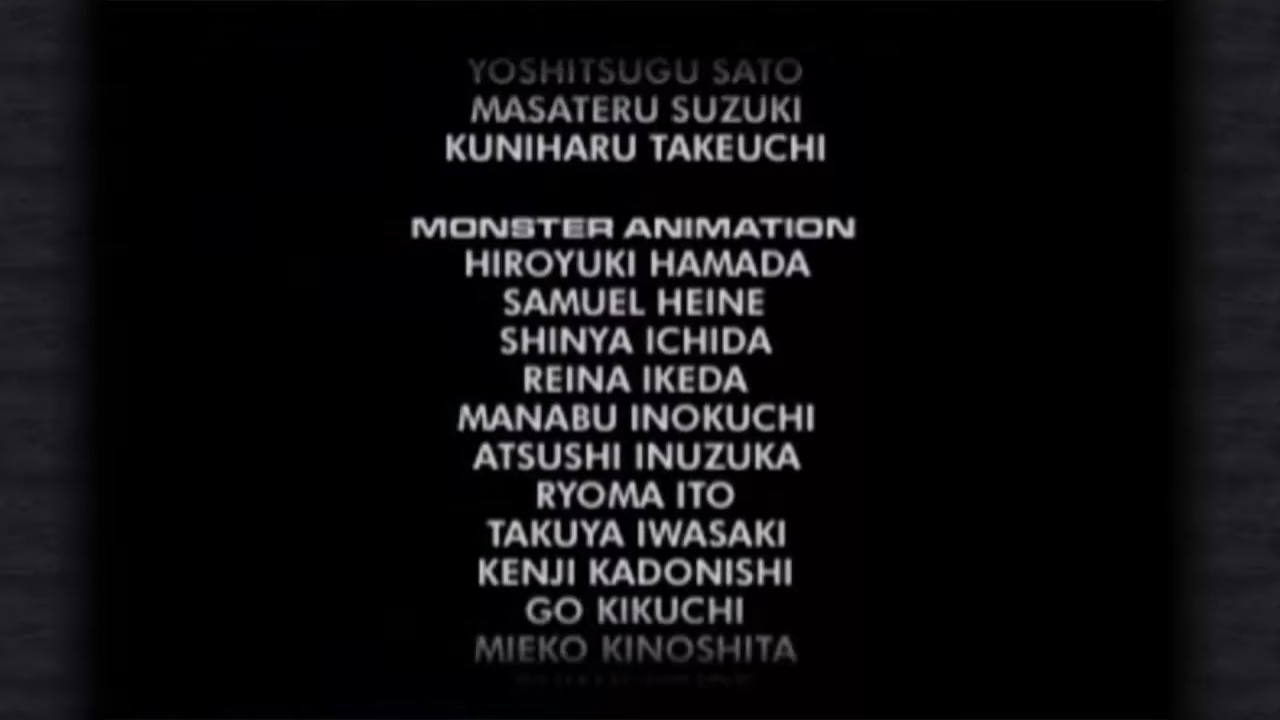 YOSHITSUGU SATO
MASATERU SUZUKI
KUNIHARU TAKEUCHI
MONSTER ANIMATION
HIROYUKI HAMADA
SAMUEL HEINE
SHINYA ICHIDA
REINA IKEDA
MANABU INOKUCHI
ATSUSHI INUZUKA
RYOMA ITO
TAKUYA IWASAKI
KENJI KADONISHI
GO KIKUCHI
MIEKO KINOSHITA